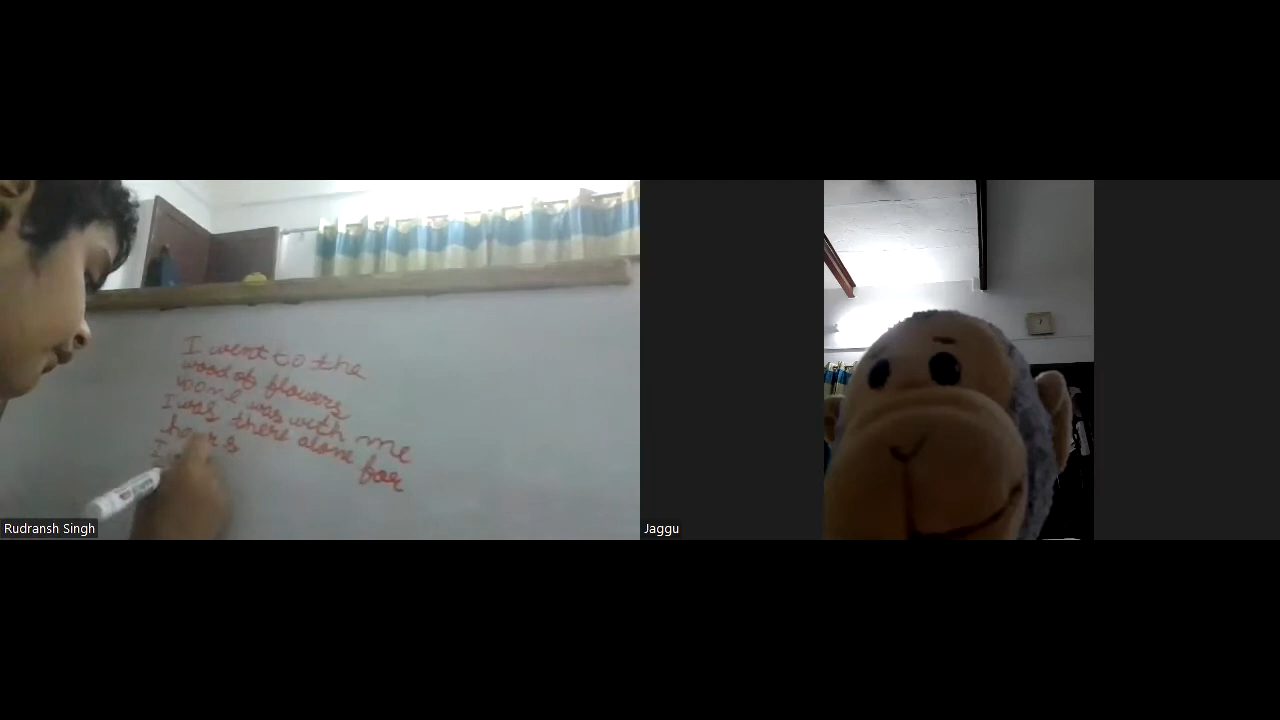 I went to the
wood of flowers
was with me
I was there alone for
hours
I
Rudransh Singh
Jaggu